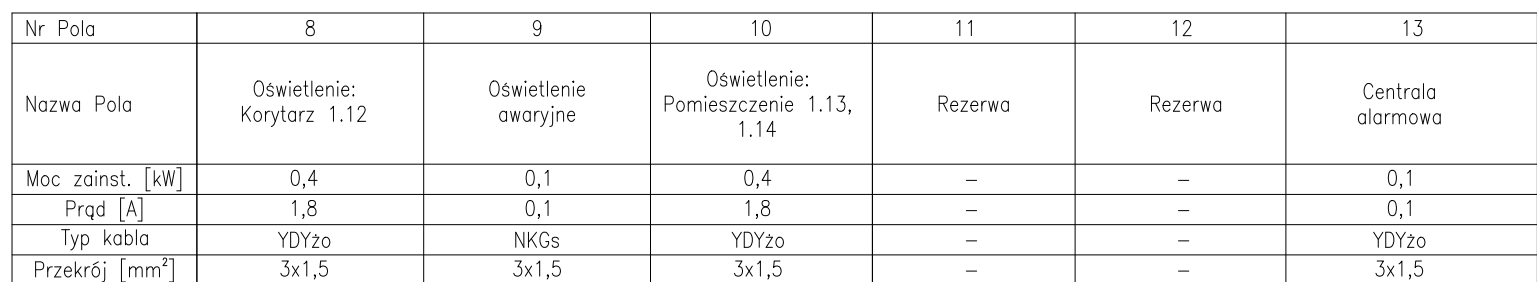 Nr Pola 8 9 10 11 12 13
Nazwa Pola
Oświetlenie:
Korytarz 1.12
Oświetlenie
awaryjne
Oświetlenie:
Pomieszczenie 1.13,
1.14
Rezerwa
Rezerwa
Centrala
alarmowa
Moc zainst. [kW] 0,4 0,1 0,4 – – 0,1
Prąd [A] 1,8 0,1 1,8 – – 0,1
Typ kabla YDYżo NKGs YDYżo – – YDYżo
Przekrój [mm²] 3x1,5 3x1,5 3x1,5 – – 3x1,5